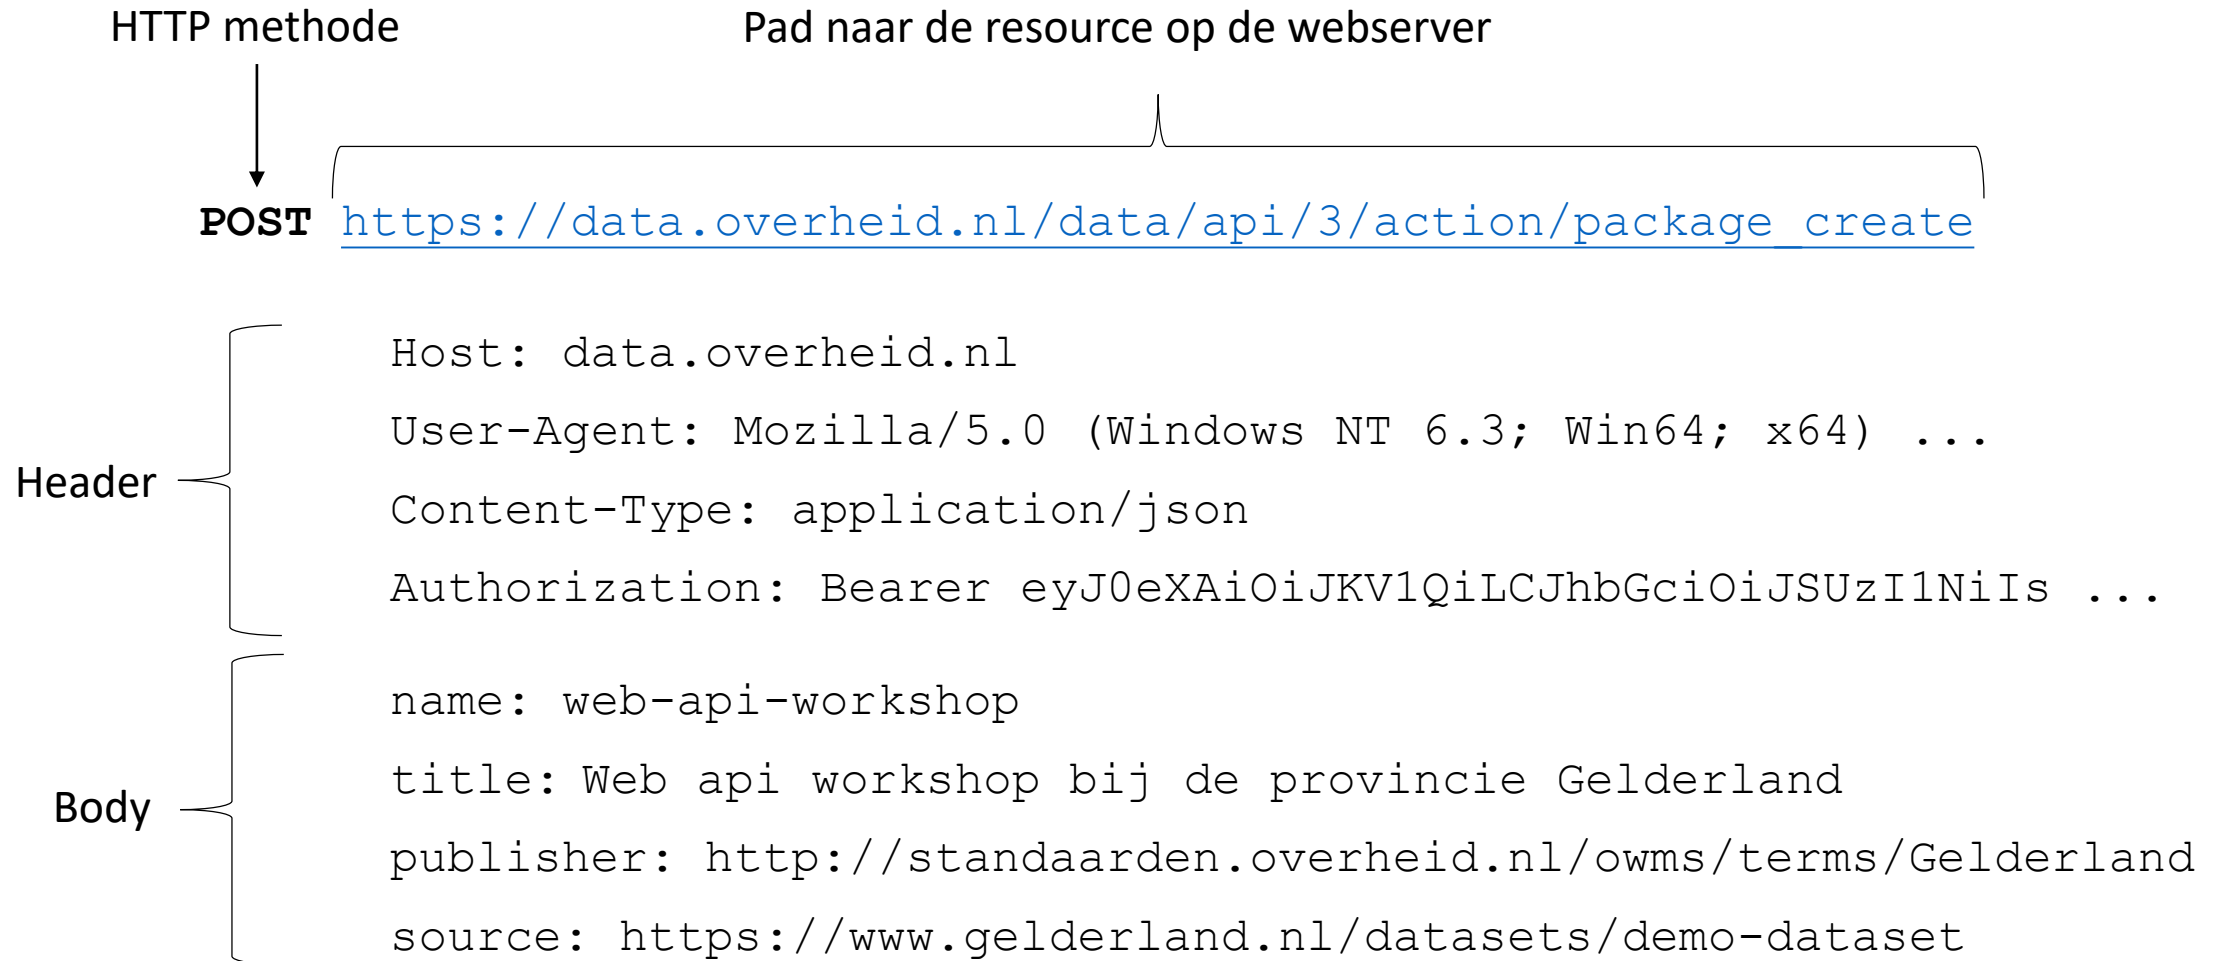 HTTP methode
Pad naar de resource op de webserver
POST https://data.overheid.nl/data/api/3/action/package_create
Host: data.overheid.nl
User-Agent: Mozilla/5.0 (Windows NT 6.3; Win64; x64) ...
Header
Content-Type: application/json
Authorization: Bearer eyJ0eXAiOiJKV1QiLCJhbGciOiJSUzI1NiIs ...
name: web-api-workshop
title: Web api workshop bij de provincie Gelderland
Body
publisher: http://standaarden.overheid.nl/owms/terms/Gelderland
source: https://www.gelderland.nl/datasets/demo-dataset